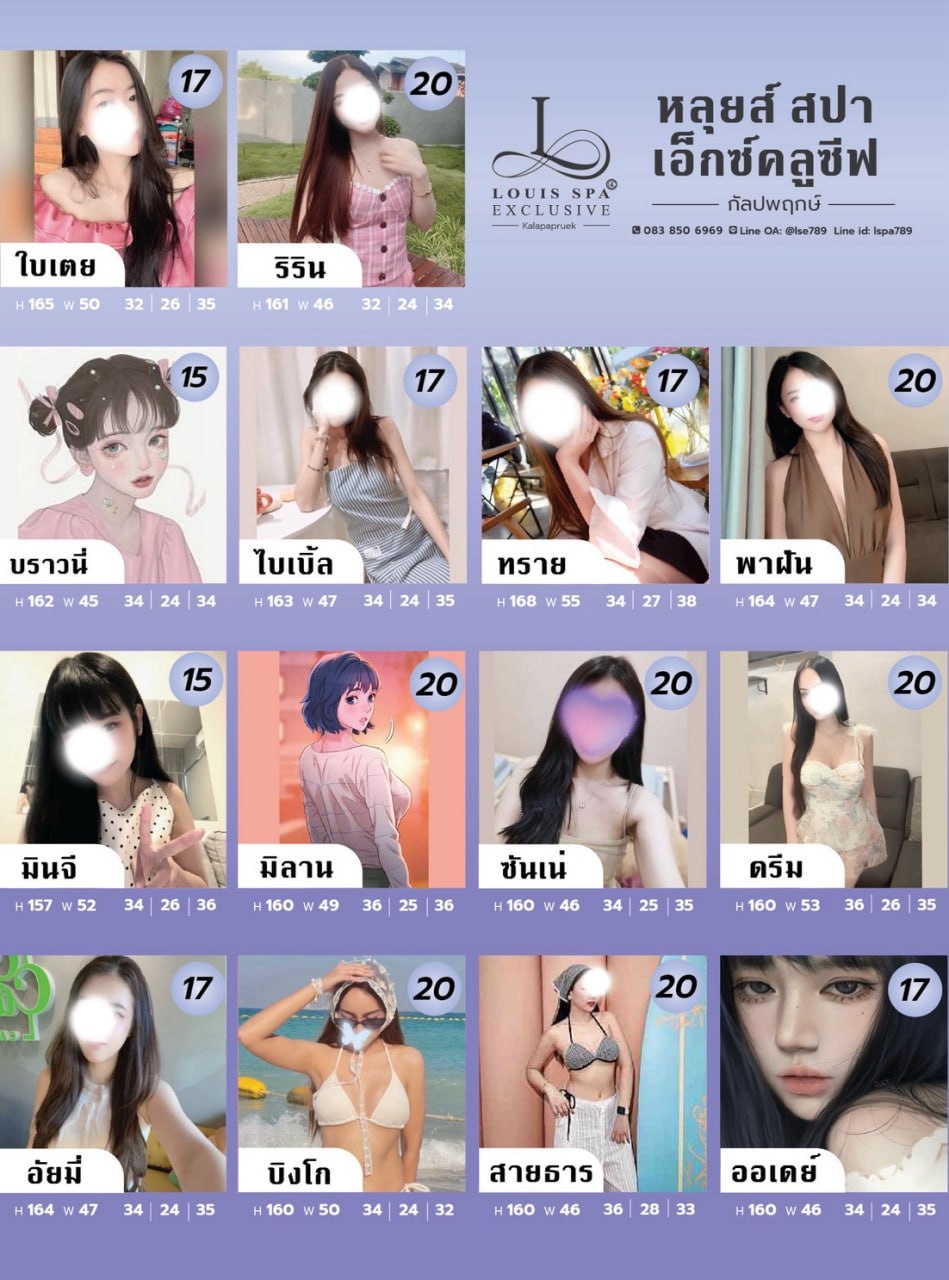 17
20
L
LOUIS SPA
EXCLUSIVE
Kalapapruek
หลุยส์ สปา
เอ็กซ์คลูซีฟ
กัลปพฤกษ์
083 850 6969 Line OA: @lse789 Line id: lspa789
ใบเตย
ริริน
H 165 W 50 32 | 26 | 35
H 161 W 46 32 | 24 | 34
15
17
17
20
บราวนี่
ไบเบิ้ล
ทราย
พาฝัน
H 162 W 45 34 | 24 | 34
H 163 W 47 34 | 24 | 35
H 168 W 55 34 | 27 | 38
H 164 W 47 34 | 24 | 34
15
20
20
20
มินจี
มิลาน
ซันเน่
ดรีม
H 157 W 52 34 | 26 | 36
H 160 W 49 36 | 25 | 36
H 160 W 46 34 | 25 | 35
H 160 W 53 36 | 26 | 35
17
20
20
17
อัยมี่
บิงโก
สายธาร
ออเดย์
H 164 W 47 34 | 24 | 35
H 160 W 50 34 | 24 | 32
H 160 W 46 36 | 28 | 33
H 160 W 46 34 | 24 | 35